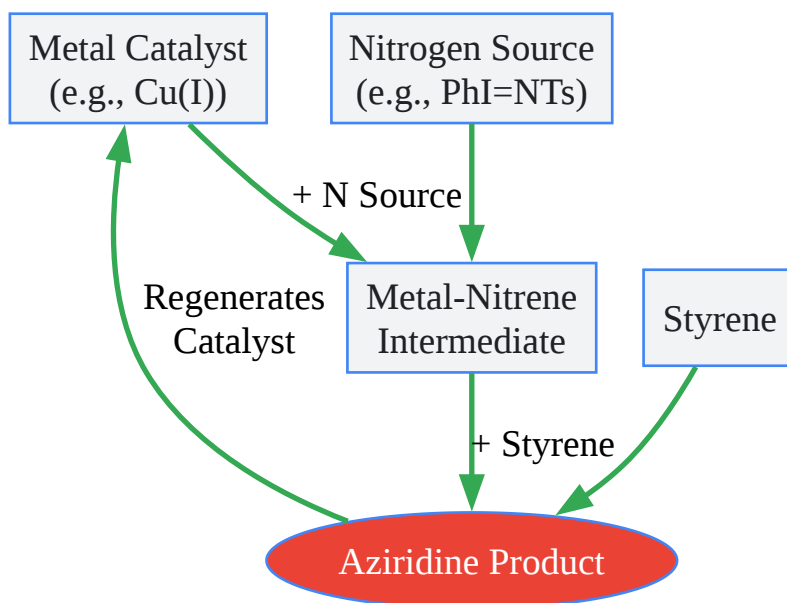 Metal Catalyst
(e.g., Cu(I))
Nitrogen Source
(e.g., PhI=NTs)
+ N Source
Metal-Nitrene
Intermediate
Styrene
Regenerates
Catalyst
+ Styrene
Aziridine Product